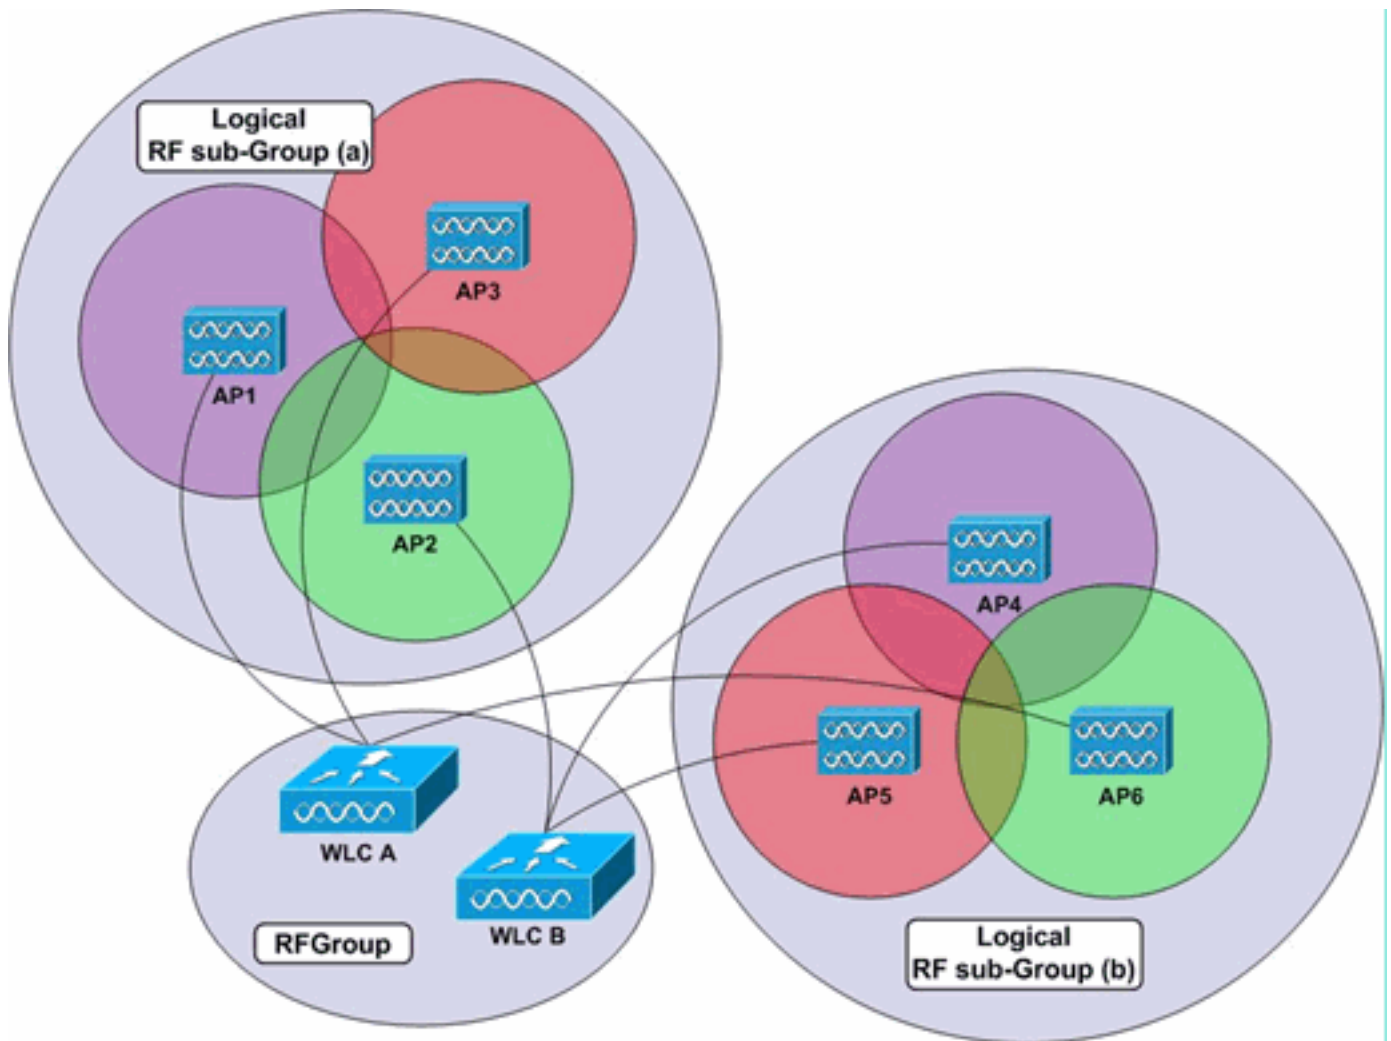 Logical
RF sub-Group (a)
AP3
AP1
AP2
AP4
AP5
AP6
WLC A
WLC B
RFGroup
Logical
RF sub-Group (b)